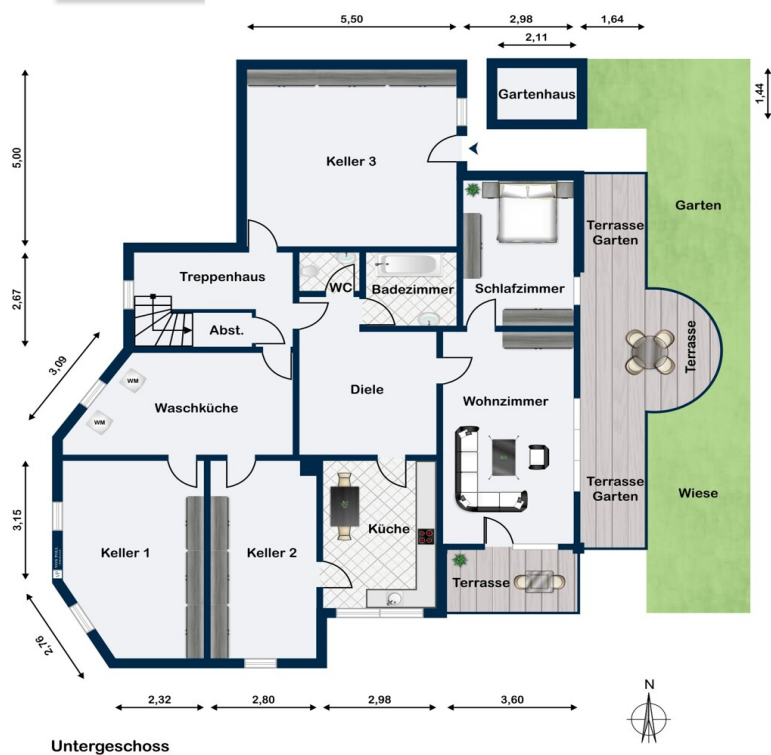 5,50
2,98
1,64
2,11
1,44
Gartenhaus
5,00
Keller 3
Garten
Terrasse
Garten
2,67
Treppenhaus
WC
Badezimmer
Schlafzimmer
Abst.
Terrasse
3,09
WM
WM
Waschküche
Diele
Wohnzimmer
3,15
Terrasse
Garten
Wiese
Küche
Keller 1
Keller 2
Terrasse
2,76
2,32
2,80
2,98
3,60
N
Untergeschoss